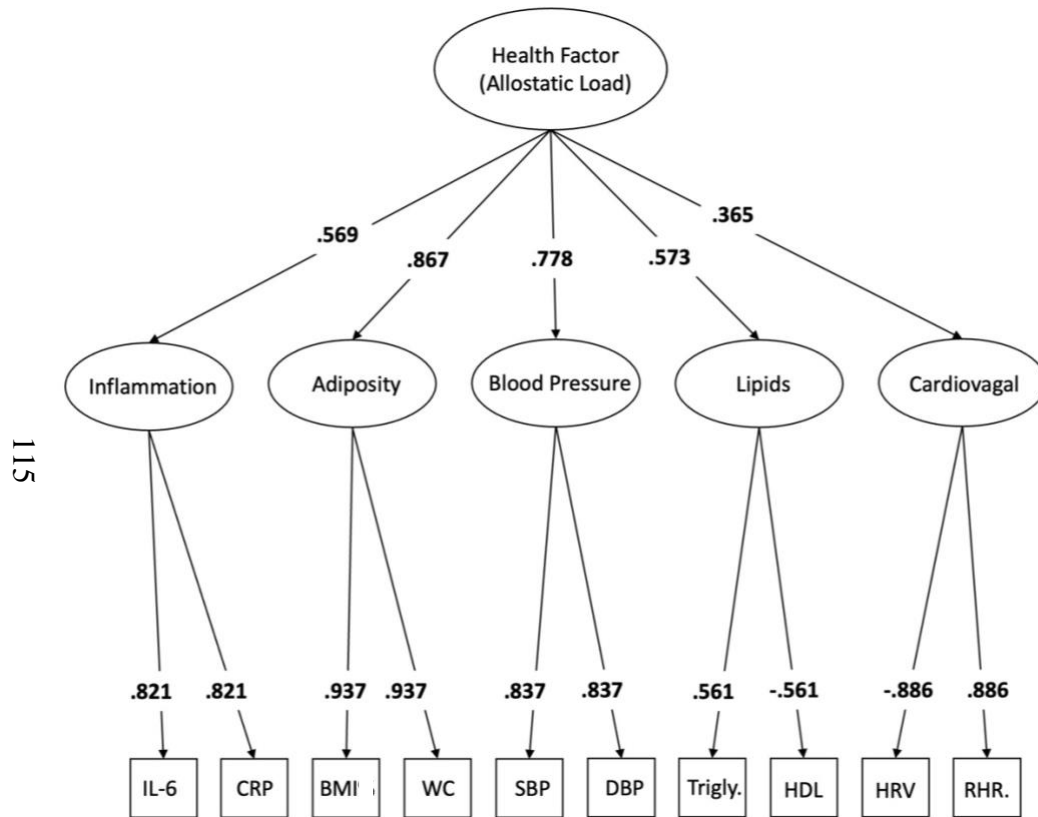 Health Factor
(Allostatic Load)
.365
.569
.867
.778
.573
Inflammation
Adiposity
Blood Pressure
Lipids
Cardiovagal
115
.821
.821
.937
.937
.837
.837
.561
-.561
-.886
.886
IL-6
CRP
BMI
WC
SBP
DBP
Trigly.
HDL
HRV
RHR.